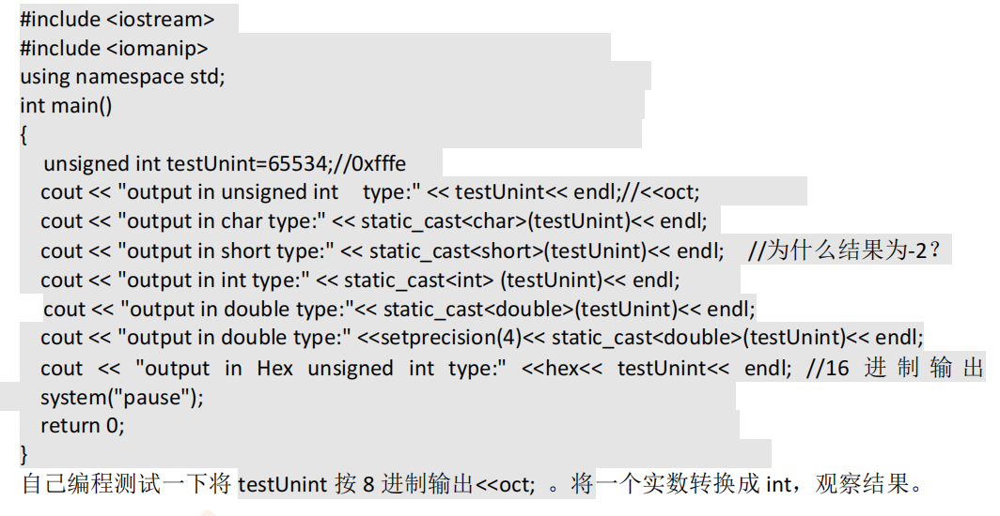 #include <iostream>
#include <iomanip>
using namespace std;
int main()
{
unsigned int testUnint=65534;//0xfffe
cout << "output in unsigned int    type:" << testUnint<< endl;//<<oct;
cout << "output in char type:" << static_cast<char>(testUnint)<< endl;
cout << "output in short type:" << static_cast<short>(testUnint)<< endl;    //为什么结果为-2？
cout << "output in int type:" << static_cast<int> (testUnint)<< endl;
cout << "output in double type:"<< static_cast<double>(testUnint)<< endl;
cout << "output in double type:" <<setprecision(4)<< static_cast<double>(testUnint)<< endl;
cout << "output in Hex unsigned int type:" <<hex<< testUnint<< endl; //16 进制输出
system("pause");
return 0;
}
自己编程测试一下将 testUnint 按 8 进制输出<<oct; 。将一个实数转换成 int，观察结果。